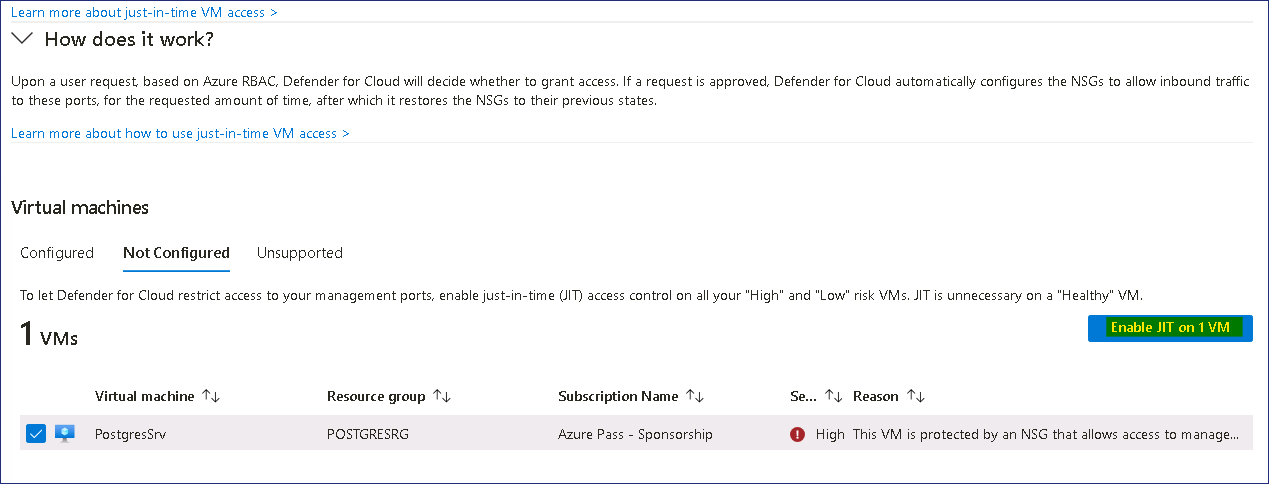 Learn more about just-in-time VM access >
How does it work?
Upon a user request, based on Azure RBAC, Defender for Cloud will decide whether to grant access. If a request is approved, Defender for Cloud automatically configures the NSGs to allow inbound traffic
to these ports, for the requested amount of time, after which it restores the NSGs to their previous states.
Learn more about how to use just-in-time VM access >
Virtual machines
Configured Not Configured Unsupported
To let Defender for Cloud restrict access to your management ports, enable just-in-time (JIT) access control on all your "High" and "Low" risk VMs. JIT is unnecessary on a "Healthy" VM.
1 VMs
Enable JIT on 1 VM
Virtual machine Resource group Subscription Name Se... Reason
PostgresSrv POSTGRESRG Azure Pass - Sponsorship High This VM is protected by an NSG that allows access to manage...